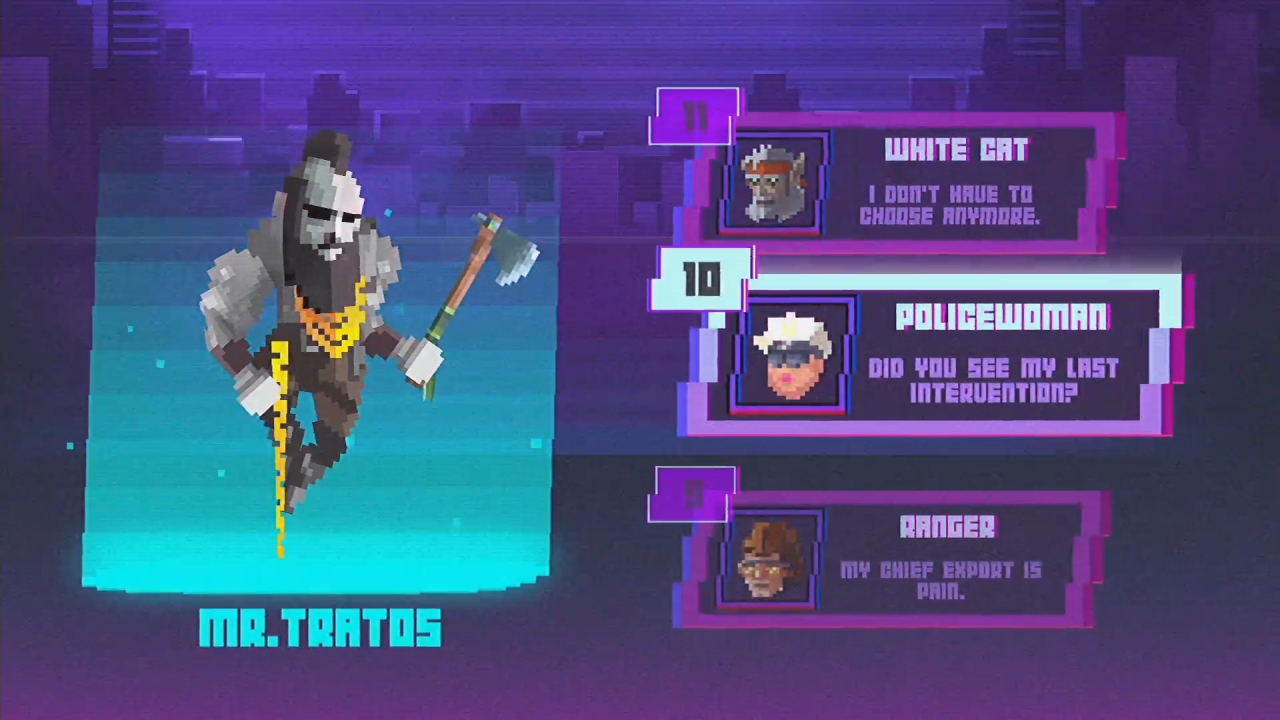 11
WHITE CAT
I DON'T HAVE TO
CHOOSE ANYMORE.
10
POLICEWOMAN
DID YOU SEE MY LAST
INTERVENTION?
RANGER
MY CHIEF EXPORT IS
PAIN.
MR.TRATOS